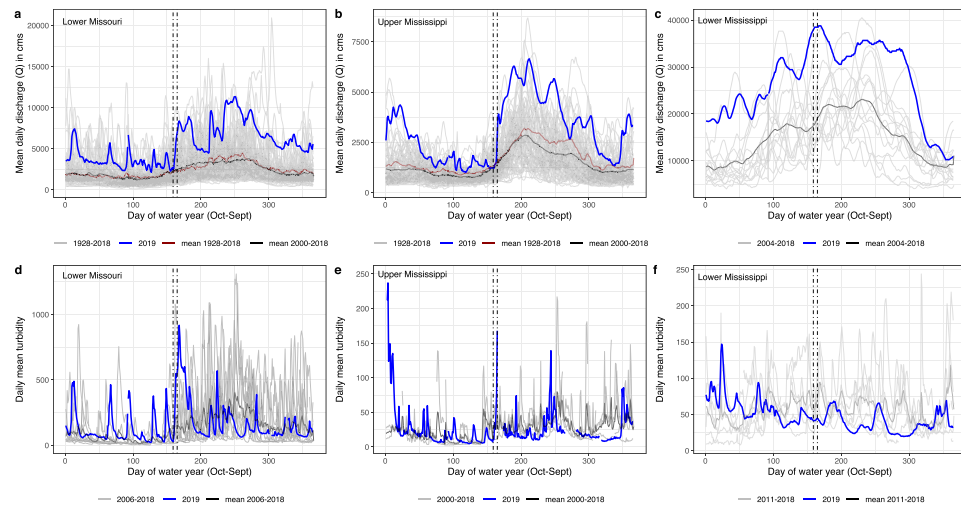 a
Lower Missouri
Mean daily discharge (Q) in cms
20000
15000
10000
5000
0
0 100 200 300
Day of water year (Oct-Sept)
1928-2018 2019 mean 1928-2018 mean 2000-2018
b
Upper Mississippi
Mean daily discharge (Q) in cms
7500
5000
2500
0
0 100 200 300
Day of water year (Oct-Sept)
1928-2018 2019 mean 1928-2018 mean 2000-2018
c
Lower Mississippi
Mean daily discharge (Q) in cms
40000
30000
20000
10000
0 100 200 300
Day of water year (Oct-Sept)
2004-2018 2019 mean 2004-2018
d
Lower Missouri
Daily mean turbidity
1000
500
0
0 100 200 300
Day of water year (Oct-Sept)
2006-2018 2019 mean 2006-2018
e
Upper Mississippi
Daily mean turbidity
250
200
150
100
50
0
0 100 200 300
Day of water year (Oct-Sept)
2000-2018 2019 mean 2000-2018
f
Lower Mississippi
Daily mean turbidity
250
200
150
100
50
0
0 100 200 300
Day of water year (Oct-Sept)
2011-2018 2019 mean 2011-2018